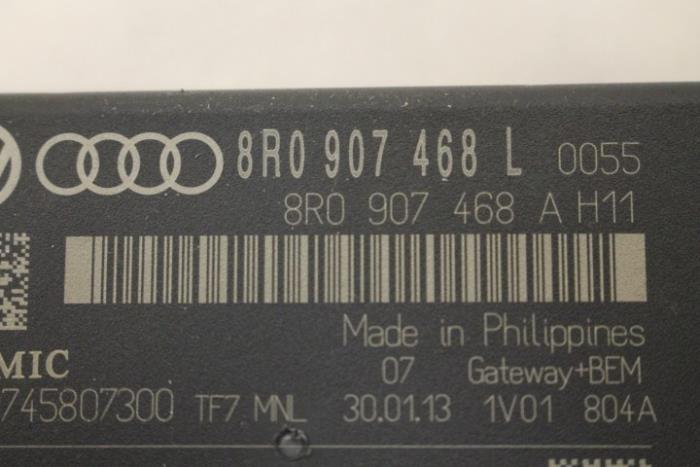 8R0 907 468 L 0055
8R0 907 468 A H11
Made in Philippines
MIC
07 Gateway+BEM
745807300 TF7 MNL 30.01.13 1V01 804A